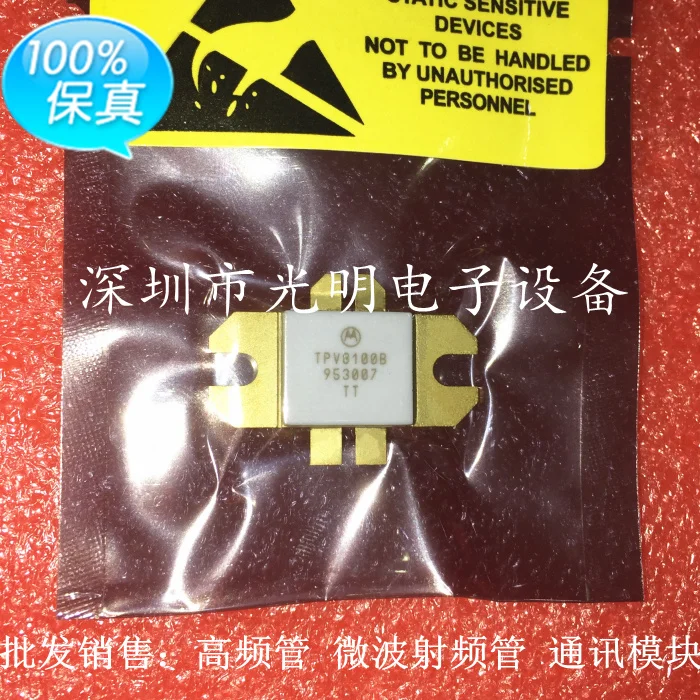 100%
保真
STATIC SENSITIVE
DEVICES
NOT TO BE HANDLED
BY UNAUTHORISED
PERSONNEL
深圳市光明电子设备
TPV8100B
953007
TT
批发销售：高频管 微波射频管 通讯模块